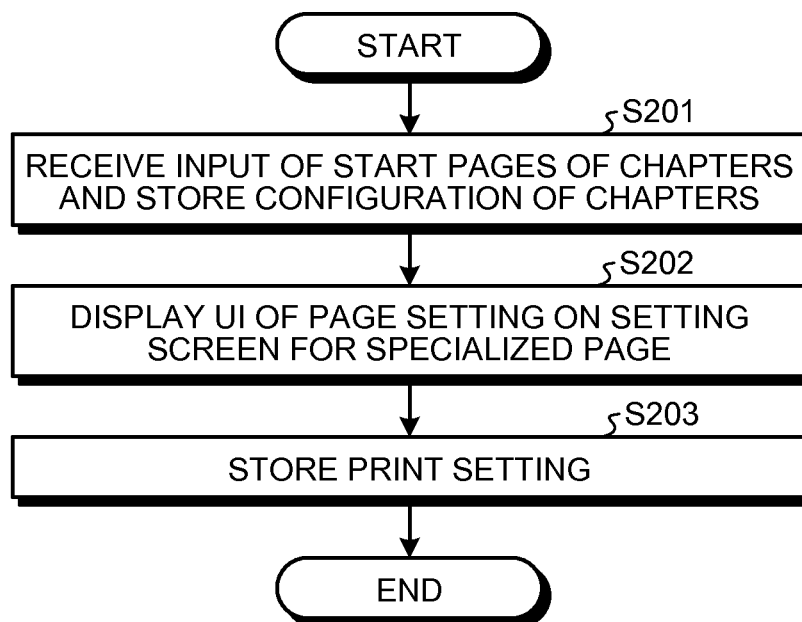 START
S201
RECEIVE INPUT OF START PAGES OF CHAPTERS
AND STORE CONFIGURATION OF CHAPTERS
S202
DISPLAY UI OF PAGE SETTING ON SETTING
SCREEN FOR SPECIALIZED PAGE
S203
STORE PRINT SETTING
END